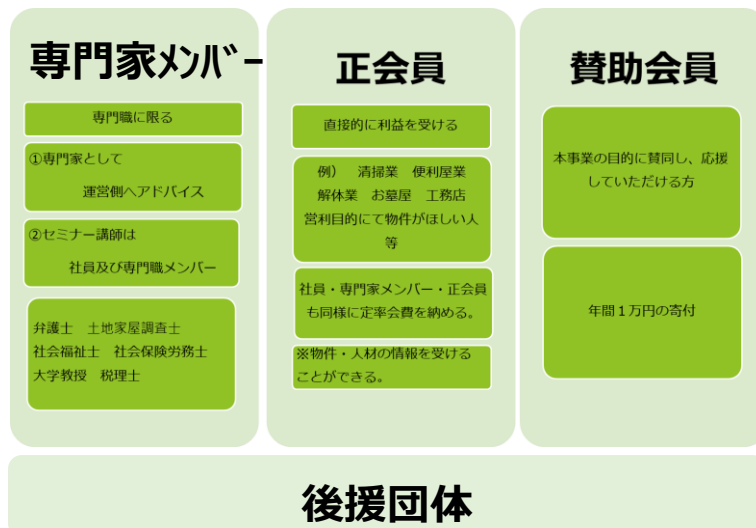 専門家ﾒﾝﾊﾞｰ
専門職に限る
①専門家として
運営側へアドバイス
②セミナー講師は
社員及び専門職メンバー
弁護士　土地家屋調査士
社会福祉士　社会保険労務士
大学教授　税理士
正会員
直接的に利益を受ける
例）　清掃業　便利屋業
解体業　お墓屋　工務店
営利目的にて物件がほしい人
等
社員・専門家メンバー・正会員
も同様に定率会費を納める。
※物件・人材の情報を受ける
ことができる。
賛助会員
本事業の目的に賛同し、応援
していただける方
年間１万円の寄付
後援団体